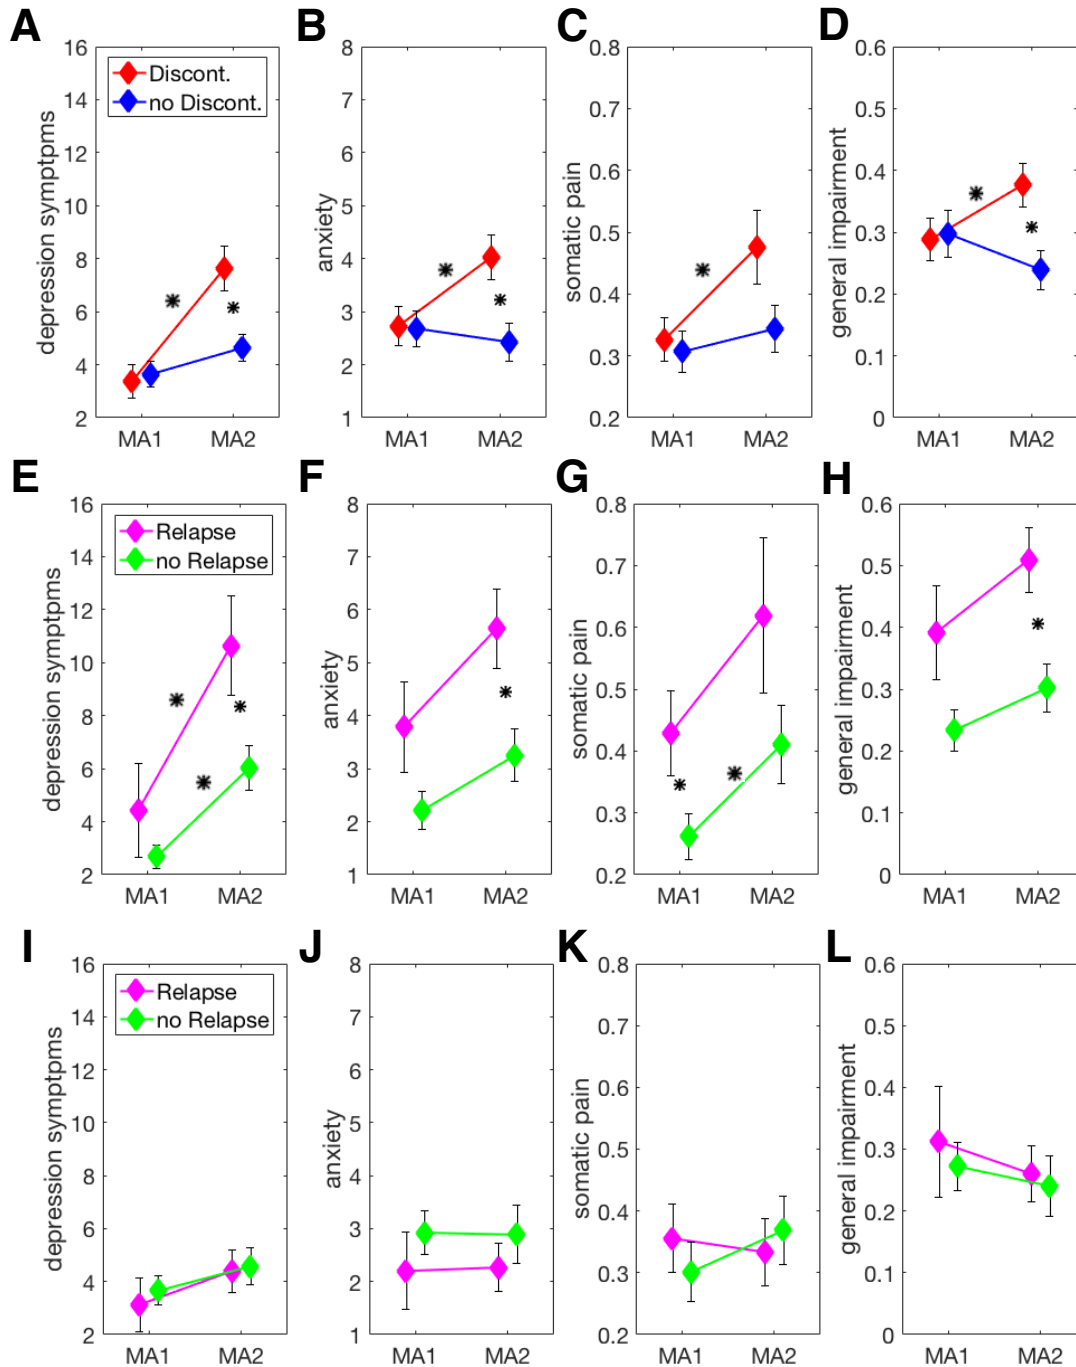 A B C D
16 14 12 10 8 6 4 2
depression symptpms
Discont.
no Discont.
MA1 MA2
8 7 6 5 4 3 2 1
anxiety
MA1 MA2
0.8 0.7 0.6 0.5 0.4 0.3 0.2
somatic pain
MA1 MA2
0.6 0.5 0.4 0.3 0.2 0.1 0
general impairment
MA1 MA2
E F G H
16 14 12 10 8 6 4 2
depression symptpms
Relapse
no Relapse
MA1 MA2
8 7 6 5 4 3 2 1
anxiety
MA1 MA2
0.8 0.7 0.6 0.5 0.4 0.3 0.2
somatic pain
MA1 MA2
0.6 0.5 0.4 0.3 0.2 0.1 0
general impairment
MA1 MA2
I J K L
16 14 12 10 8 6 4 2
depression symptpms
Relapse
no Relapse
MA1 MA2
8 7 6 5 4 3 2 1
anxiety
MA1 MA2
0.8 0.7 0.6 0.5 0.4 0.3 0.2
somatic pain
MA1 MA2
0.6 0.5 0.4 0.3 0.2 0.1 0
general impairment
MA1 MA2